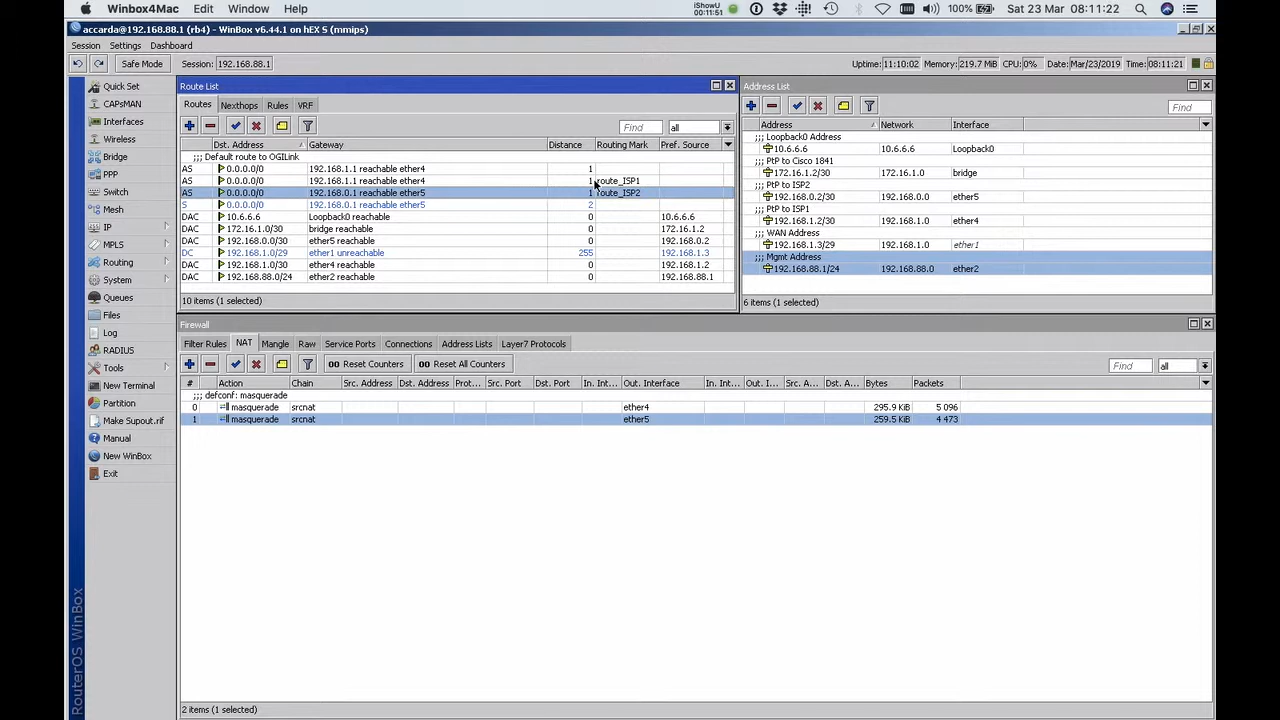 Winbox4Mac Edit Window Help iShowU 00:11:51 100% Sat 23 Mar 08:11:22
accarda@192.168.88.1 (rb4) - WinBox v6.44.1 on hEX S (mmips)
Session Settings Dashboard
Safe Mode Session: 192.168.88.1 Uptime: 11:10:02 Memory: 219.7 MiB CPU: 0% Date: Mar/23/2019 Time: 08:11:21
Quick Set
CAPsMAN
Interfaces
Wireless
Bridge
PPP
Switch
Mesh
IP
MPLS
Routing
System
Queues
Files
Log
RADIUS
Tools
New Terminal
Partition
Make Supout.rif
Manual
New WinBox
Exit
RouterOS WinBox
Route List
Routes Nexthops Rules VRF
Find all
Dst. Address Gateway Distance Routing Mark Pref. Source
;;; Default route to OGILink
AS 0.0.0.0/0 192.168.1.1 reachable ether4 1
AS 0.0.0.0/0 192.168.1.1 reachable ether4 1 route_ISP1
AS 0.0.0.0/0 192.168.0.1 reachable ether5 1 route_ISP2
S 0.0.0.0/0 192.168.0.1 reachable ether5 2
DAC 10.6.6.6 Loopback0 reachable 0 10.6.6.6
DAC 172.16.1.0/30 bridge reachable 0 172.16.1.2
DAC 192.168.0.0/30 ether5 reachable 0 192.168.0.2
DC 192.168.1.0/29 ether1 unreachable 255 192.168.1.3
DAC 192.168.1.0/30 ether4 reachable 0 192.168.1.2
DAC 192.168.88.0/24 ether2 reachable 0 192.168.88.1
10 items (1 selected)
Address List
Find
Address Network Interface
;;; Loopback0 Address
10.6.6.6 10.6.6.6 Loopback0
;;; PtP to Cisco 1841
172.16.1.2/30 172.16.1.0 bridge
;;; PtP to ISP2
192.168.0.2/30 192.168.0.0 ether5
;;; PtP to ISP1
192.168.1.2/30 192.168.1.0 ether4
;;; WAN Address
192.168.1.3/29 192.168.1.0 ether1
;;; Mgmt Address
192.168.88.1/24 192.168.88.0 ether2
6 items (1 selected)
Firewall
Filter Rules NAT Mangle Raw Service Ports Connections Address Lists Layer7 Protocols
00 Reset Counters 00 Reset All Counters Find all
# Action Chain Src. Address Dst. Address Prot... Src. Port Dst. Port In. Int... Out. Interface In. Int... Out. I... Src. A... Dst. A... Bytes Packets
;;; defconf: masquerade
0 masquerade srcnat ether4 295.9 KiB 5 096
1 masquerade srcnat ether5 259.5 KiB 4 473
2 items (1 selected)